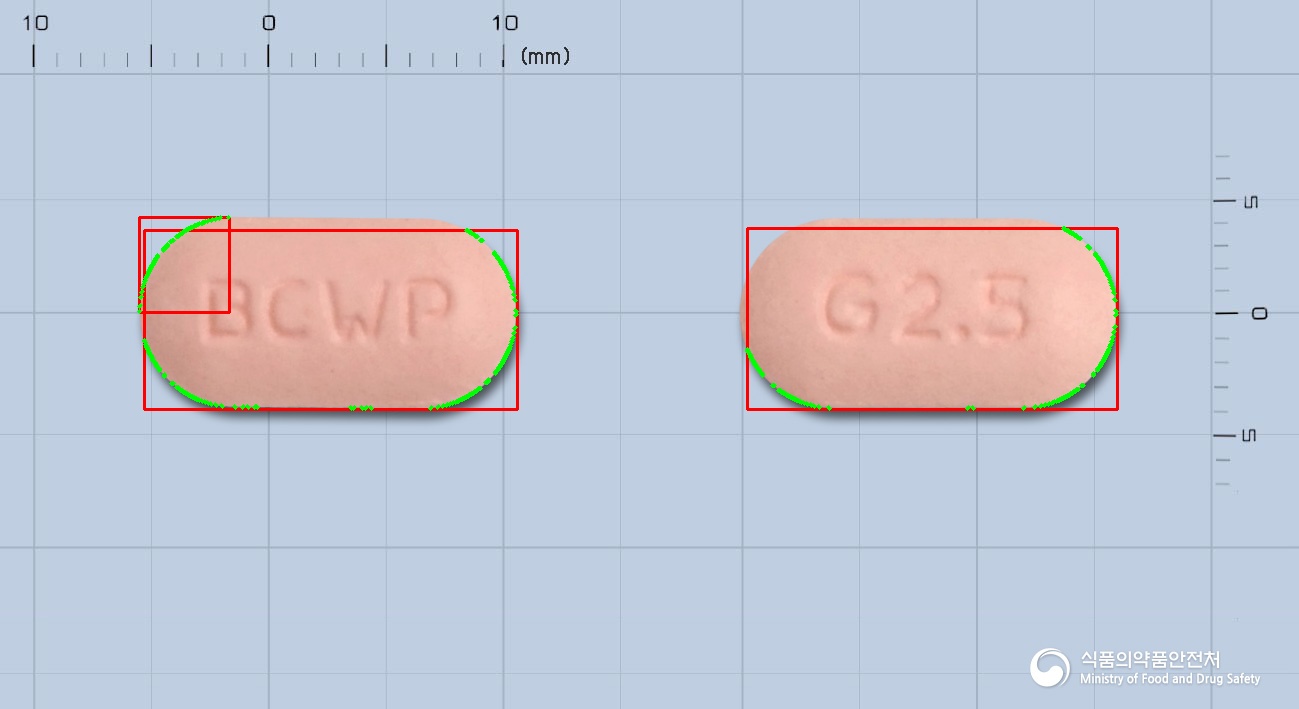 10 0 10
(mm)
BCWP
G2.5
5
0
5
식품의약품안전처
Ministry of Food and Drug Safety